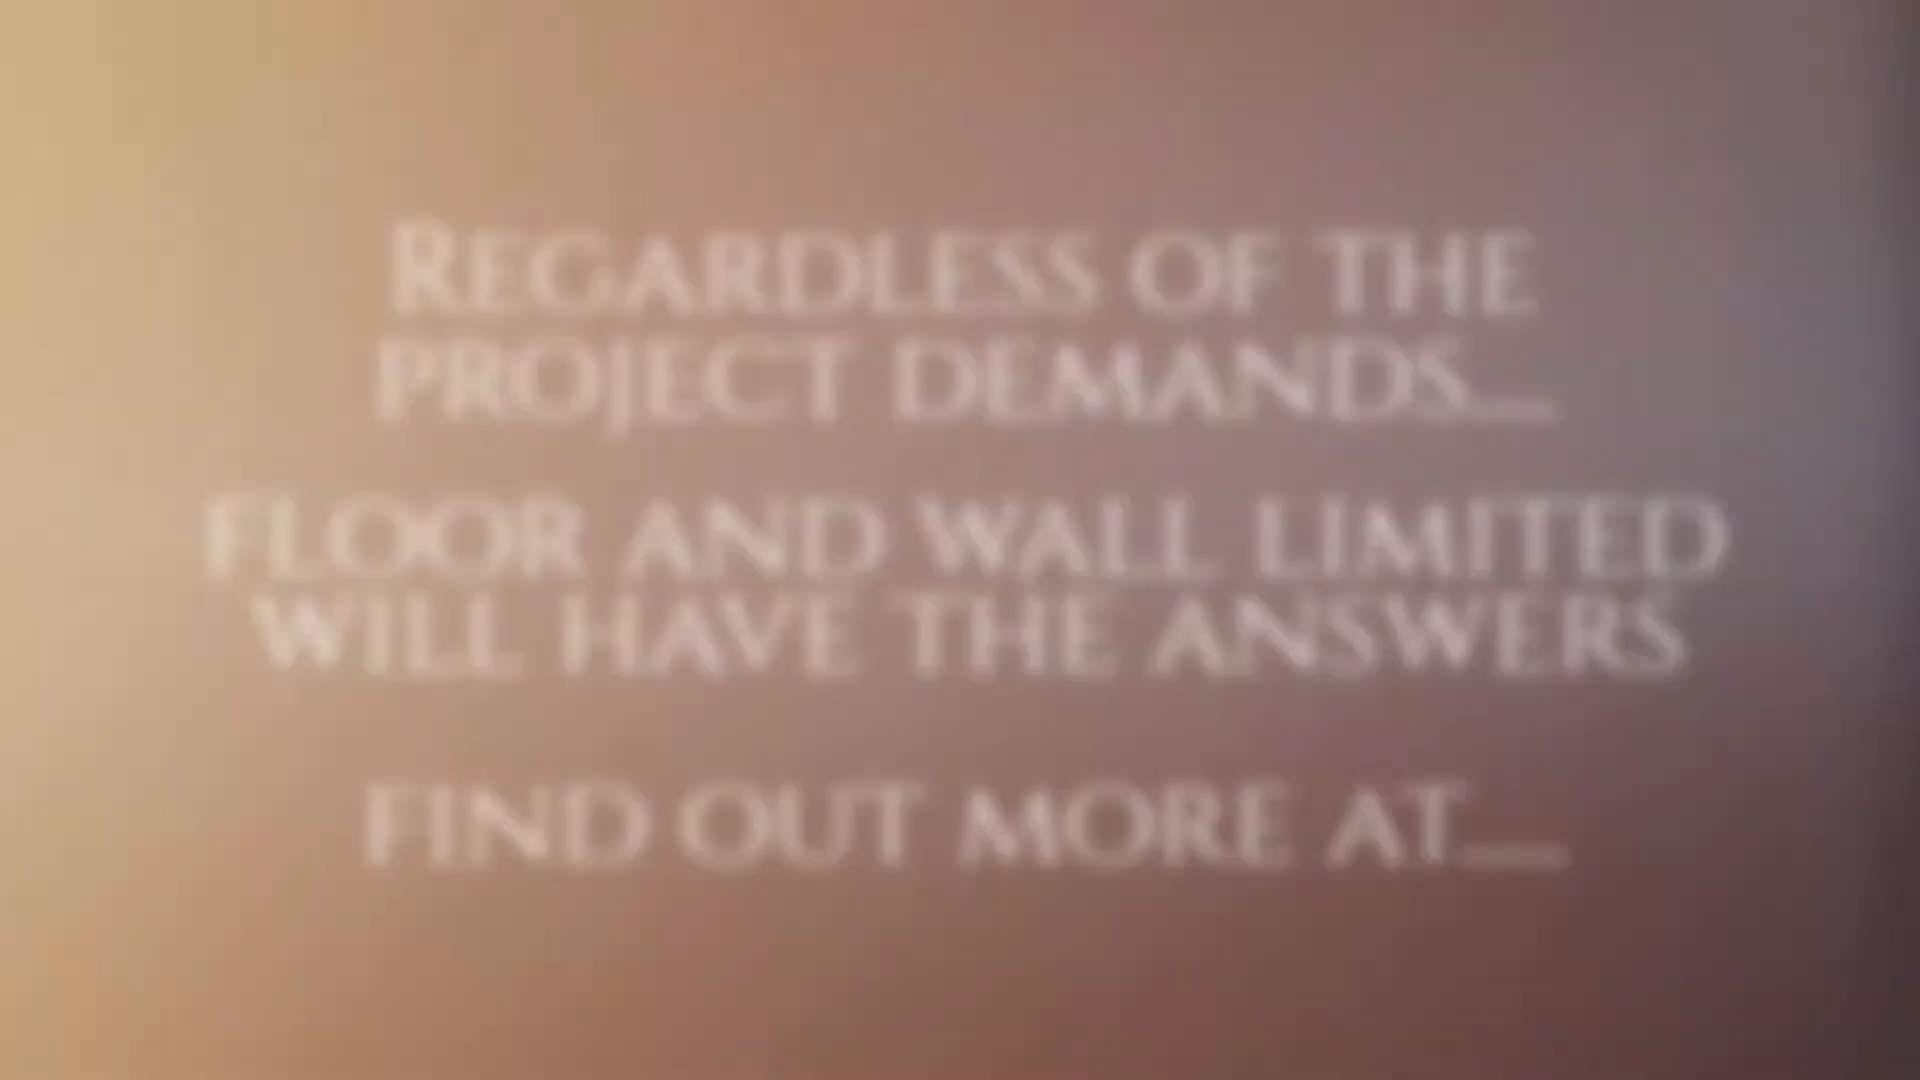 REGARDLESS OF THE
PROJECT DEMANDS...
FLOOR AND WALL LIMITED
WILL HAVE THE ANSWERS
FIND OUT MORE AT...